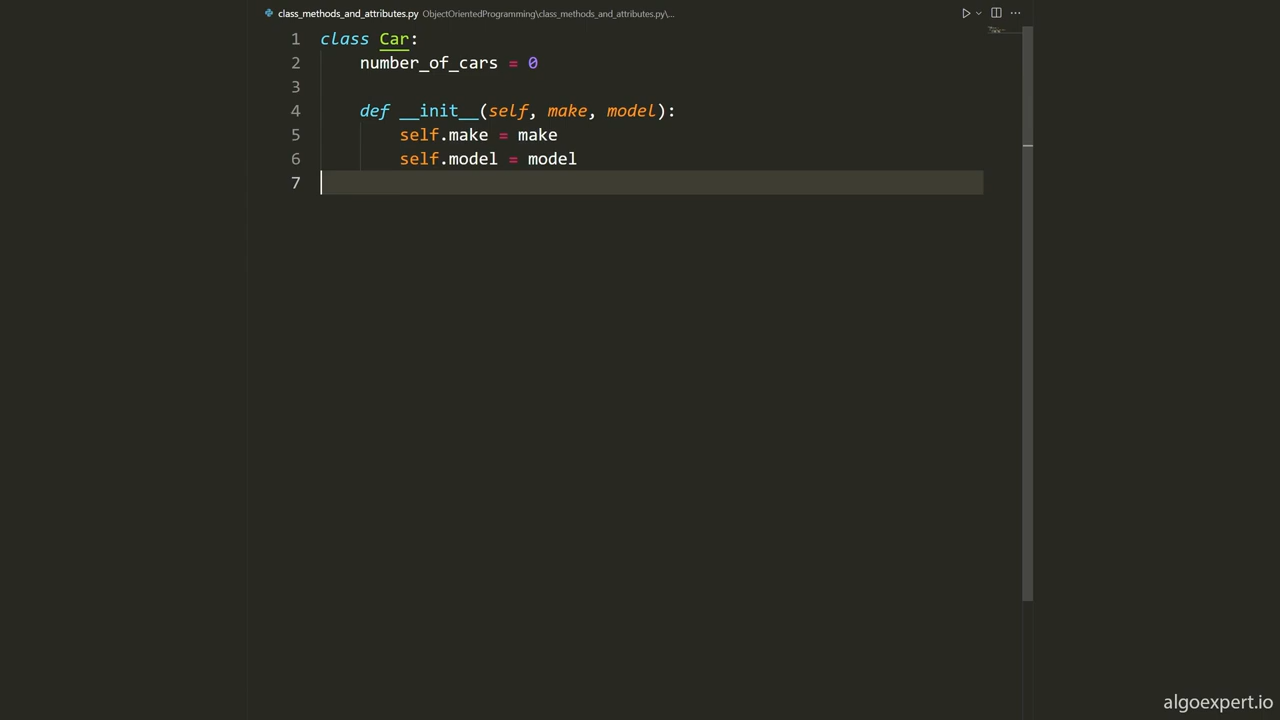 class_methods_and_attributes.py ObjectOrientedProgramming\class_methods_and_attributes.py\...
1 class Car:
2     number_of_cars = 0
3
4     def __init__(self, make, model):
5         self.make = make
6         self.model = model
7
algoexpert.io